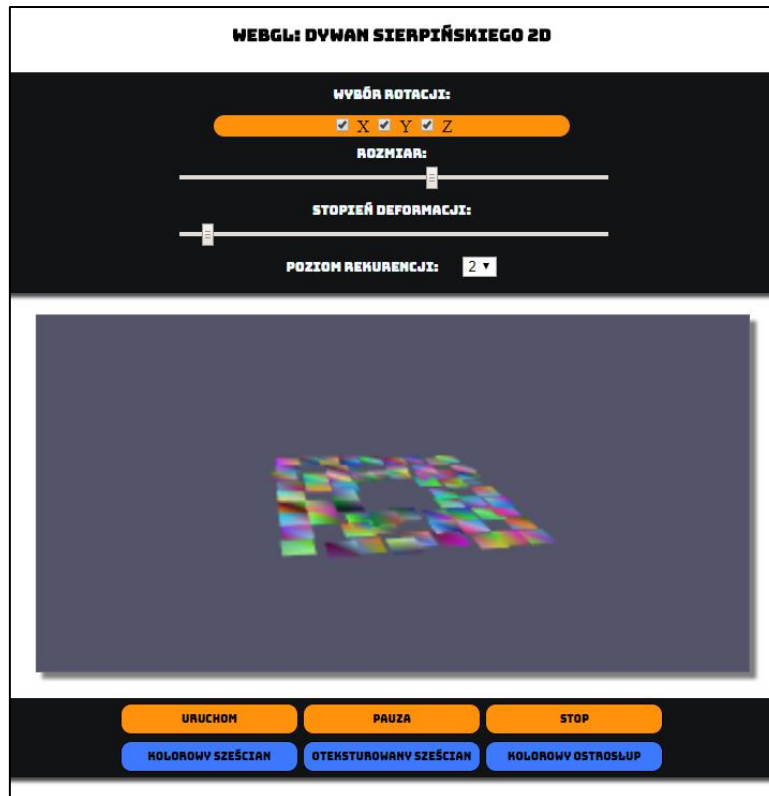 WEBGL: DYWAN SIERPIŃSKIEGO 2D
WYBÓR ROTACJI:
X Y Z
ROZMIAR:
STOPIEŃ DEFORMACJI:
POZIOM REKURENCJI: 2
URUCHOM PAUZA STOP
KOLOROWY SZEŚCIAN OTEKSTUROWANY SZEŚCIAN KOLOROWY OSTROSŁUP